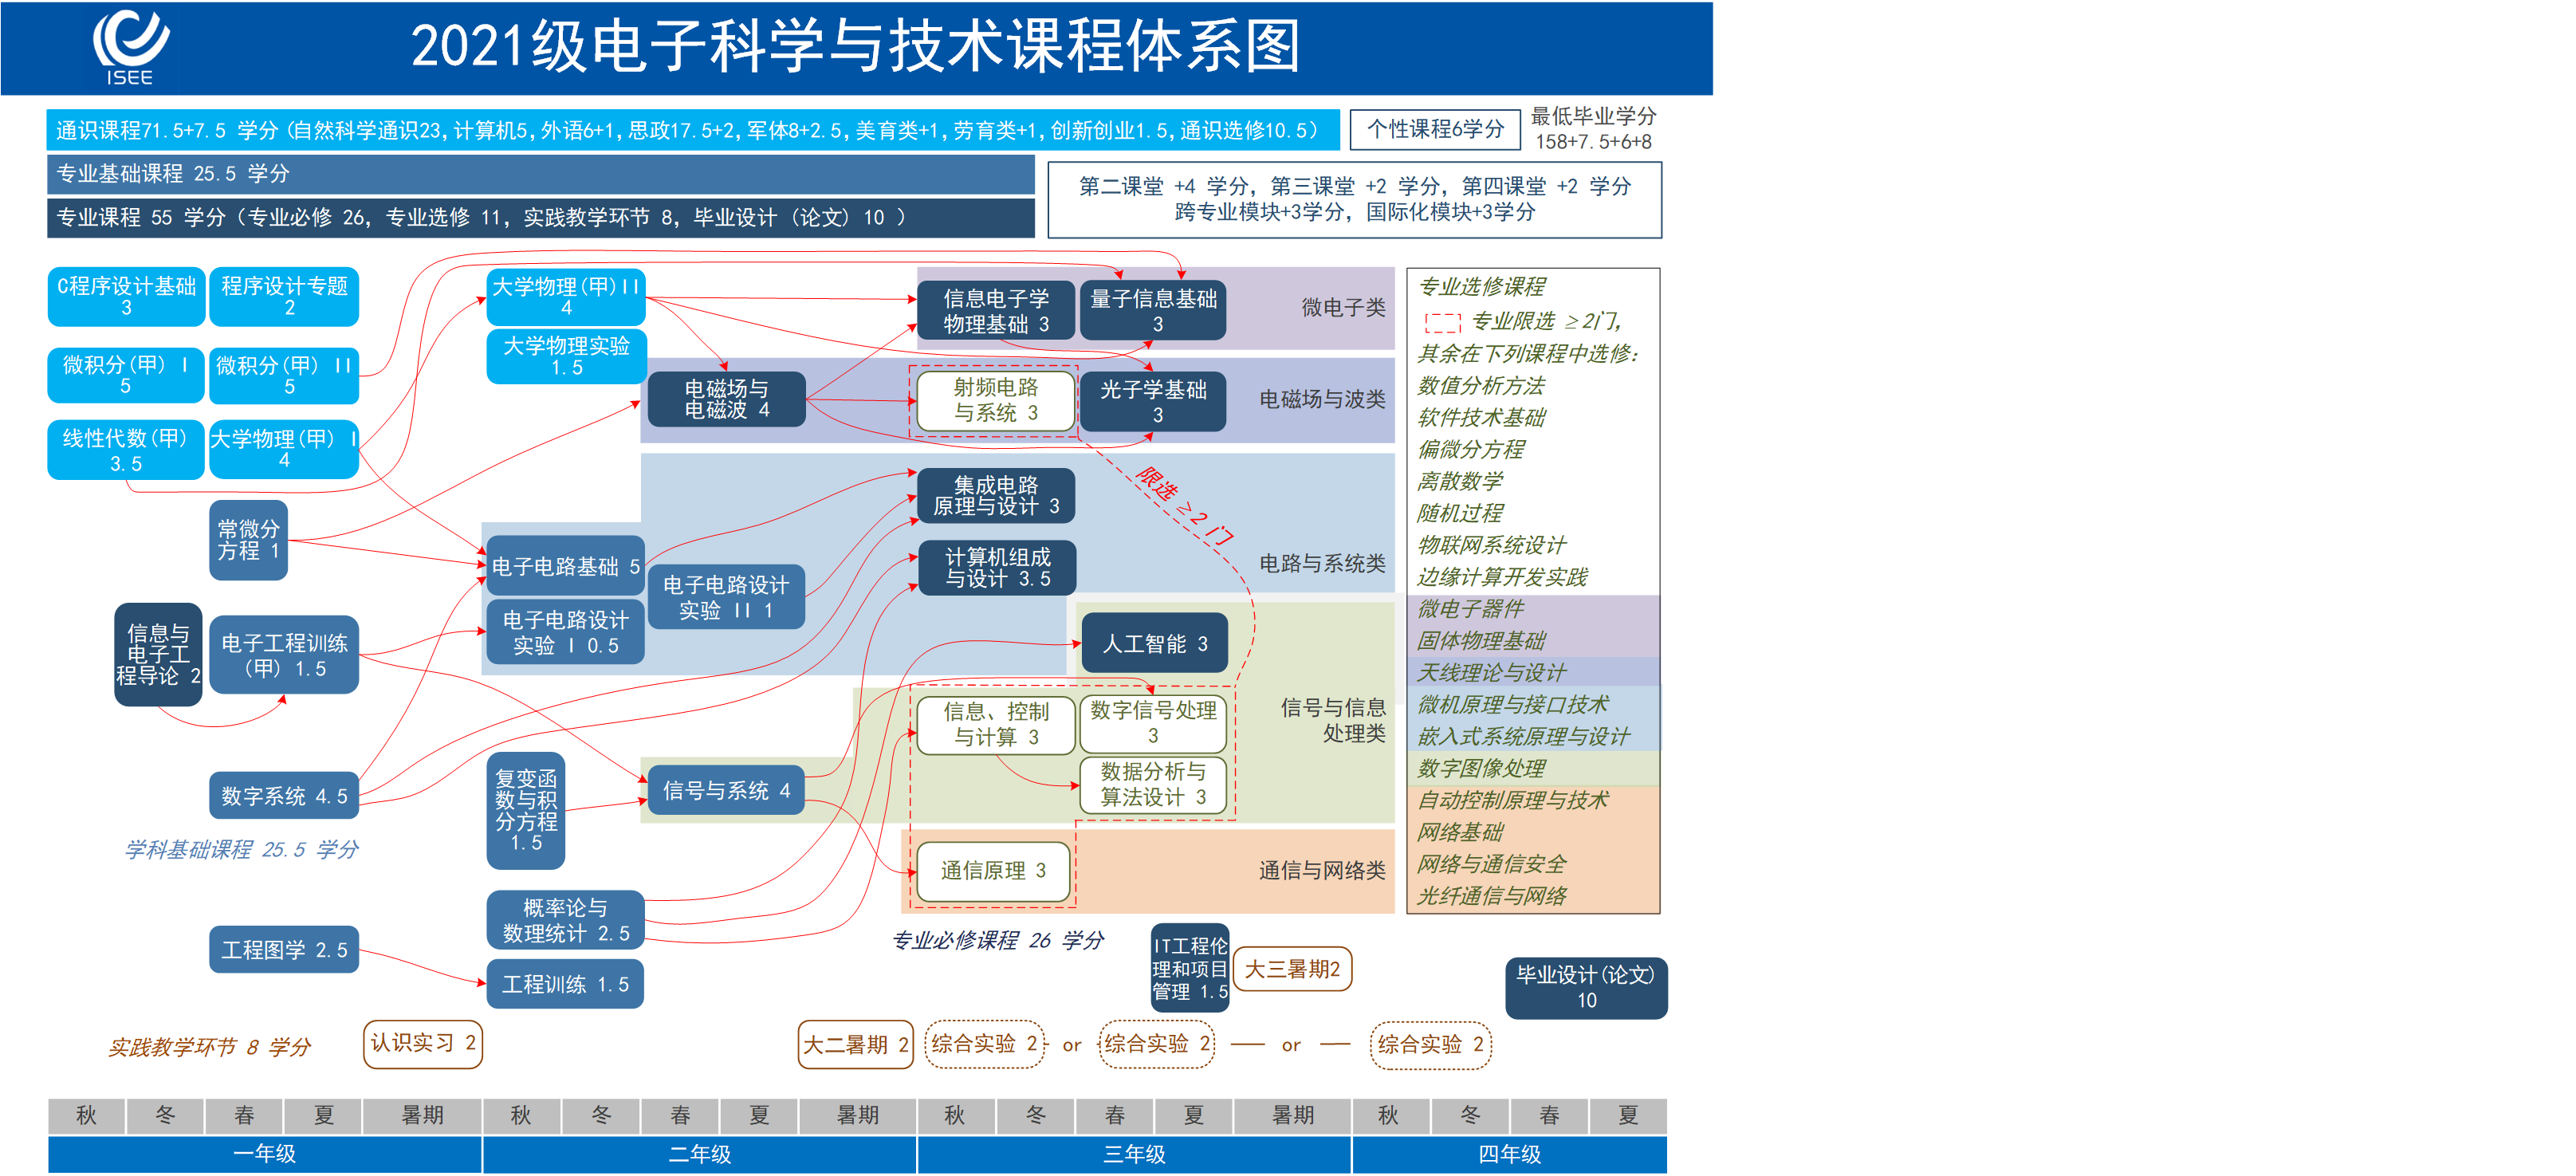 ISEE
2021级电子科学与技术课程体系图
通识课程71.5+7.5 学分(自然科学通识23,计算机5,外语6+1,思政17.5+2,军体8+2.5,美育类+1,劳育类+1,创新创业1.5,通识选修10.5)
个性课程6学分
最低毕业学分
158+7.5+6+8
专业基础课程 25.5 学分
专业课程 55 学分（专业必修 26, 专业选修 11, 实践教学环节 8, 毕业设计 (论文) 10 ）
第二课堂 +4 学分, 第三课堂 +2 学分, 第四课堂 +2 学分
跨专业模块+3学分, 国际化模块+3学分
C程序设计基础
3
程序设计专题
2
微积分(甲) I
5
微积分(甲) II
5
线性代数(甲)
3.5
大学物理(甲) I
4
常微分
方程 1
信息与
电子工
程导论 2
电子工程训练
(甲) 1.5
数字系统 4.5
学科基础课程 25.5 学分
工程图学 2.5
实践教学环节 8 学分
认识实习 2
大学物理(甲)II
4
大学物理实验
1.5
电磁场与
电磁波 4
电子电路基础 5
电子电路设计
实验 I 0.5
电子电路设计
实验 II 1
复变函
数与积
分方程
1.5
信号与系统 4
概率论与
数理统计 2.5
工程训练 1.5
大二暑期 2
信息电子学
物理基础 3
量子信息基础
3
微电子类
射频电路
与系统 3
光子学基础
3
电磁场与波类
限选 ≥2 门
集成电路
原理与设计 3
计算机组成
与设计 3.5
电路与系统类
人工智能 3
信息、控制
与计算 3
数字信号处理
3
数据分析与
算法设计 3
信号与信息
处理类
通信原理 3
通信与网络类
专业必修课程 26 学分
IT工程伦
理和项目
管理 1.5
大三暑期2
综合实验 2
or
综合实验 2
or
综合实验 2
毕业设计(论文)
10
专业选修课程
专业限选 ≥2门,
其余在下列课程中选修:
数值分析方法
软件技术基础
偏微分方程
离散数学
随机过程
物联网系统设计
边缘计算开发实践
微电子器件
固体物理基础
天线理论与设计
微机原理与接口技术
嵌入式系统原理与设计
数字图像处理
自动控制原理与技术
网络基础
网络与通信安全
光纤通信与网络
秋 冬 春 夏 暑期 秋 冬 春 夏 暑期 秋 冬 春 夏 暑期 秋 冬 春 夏
一年级 二年级 三年级 四年级